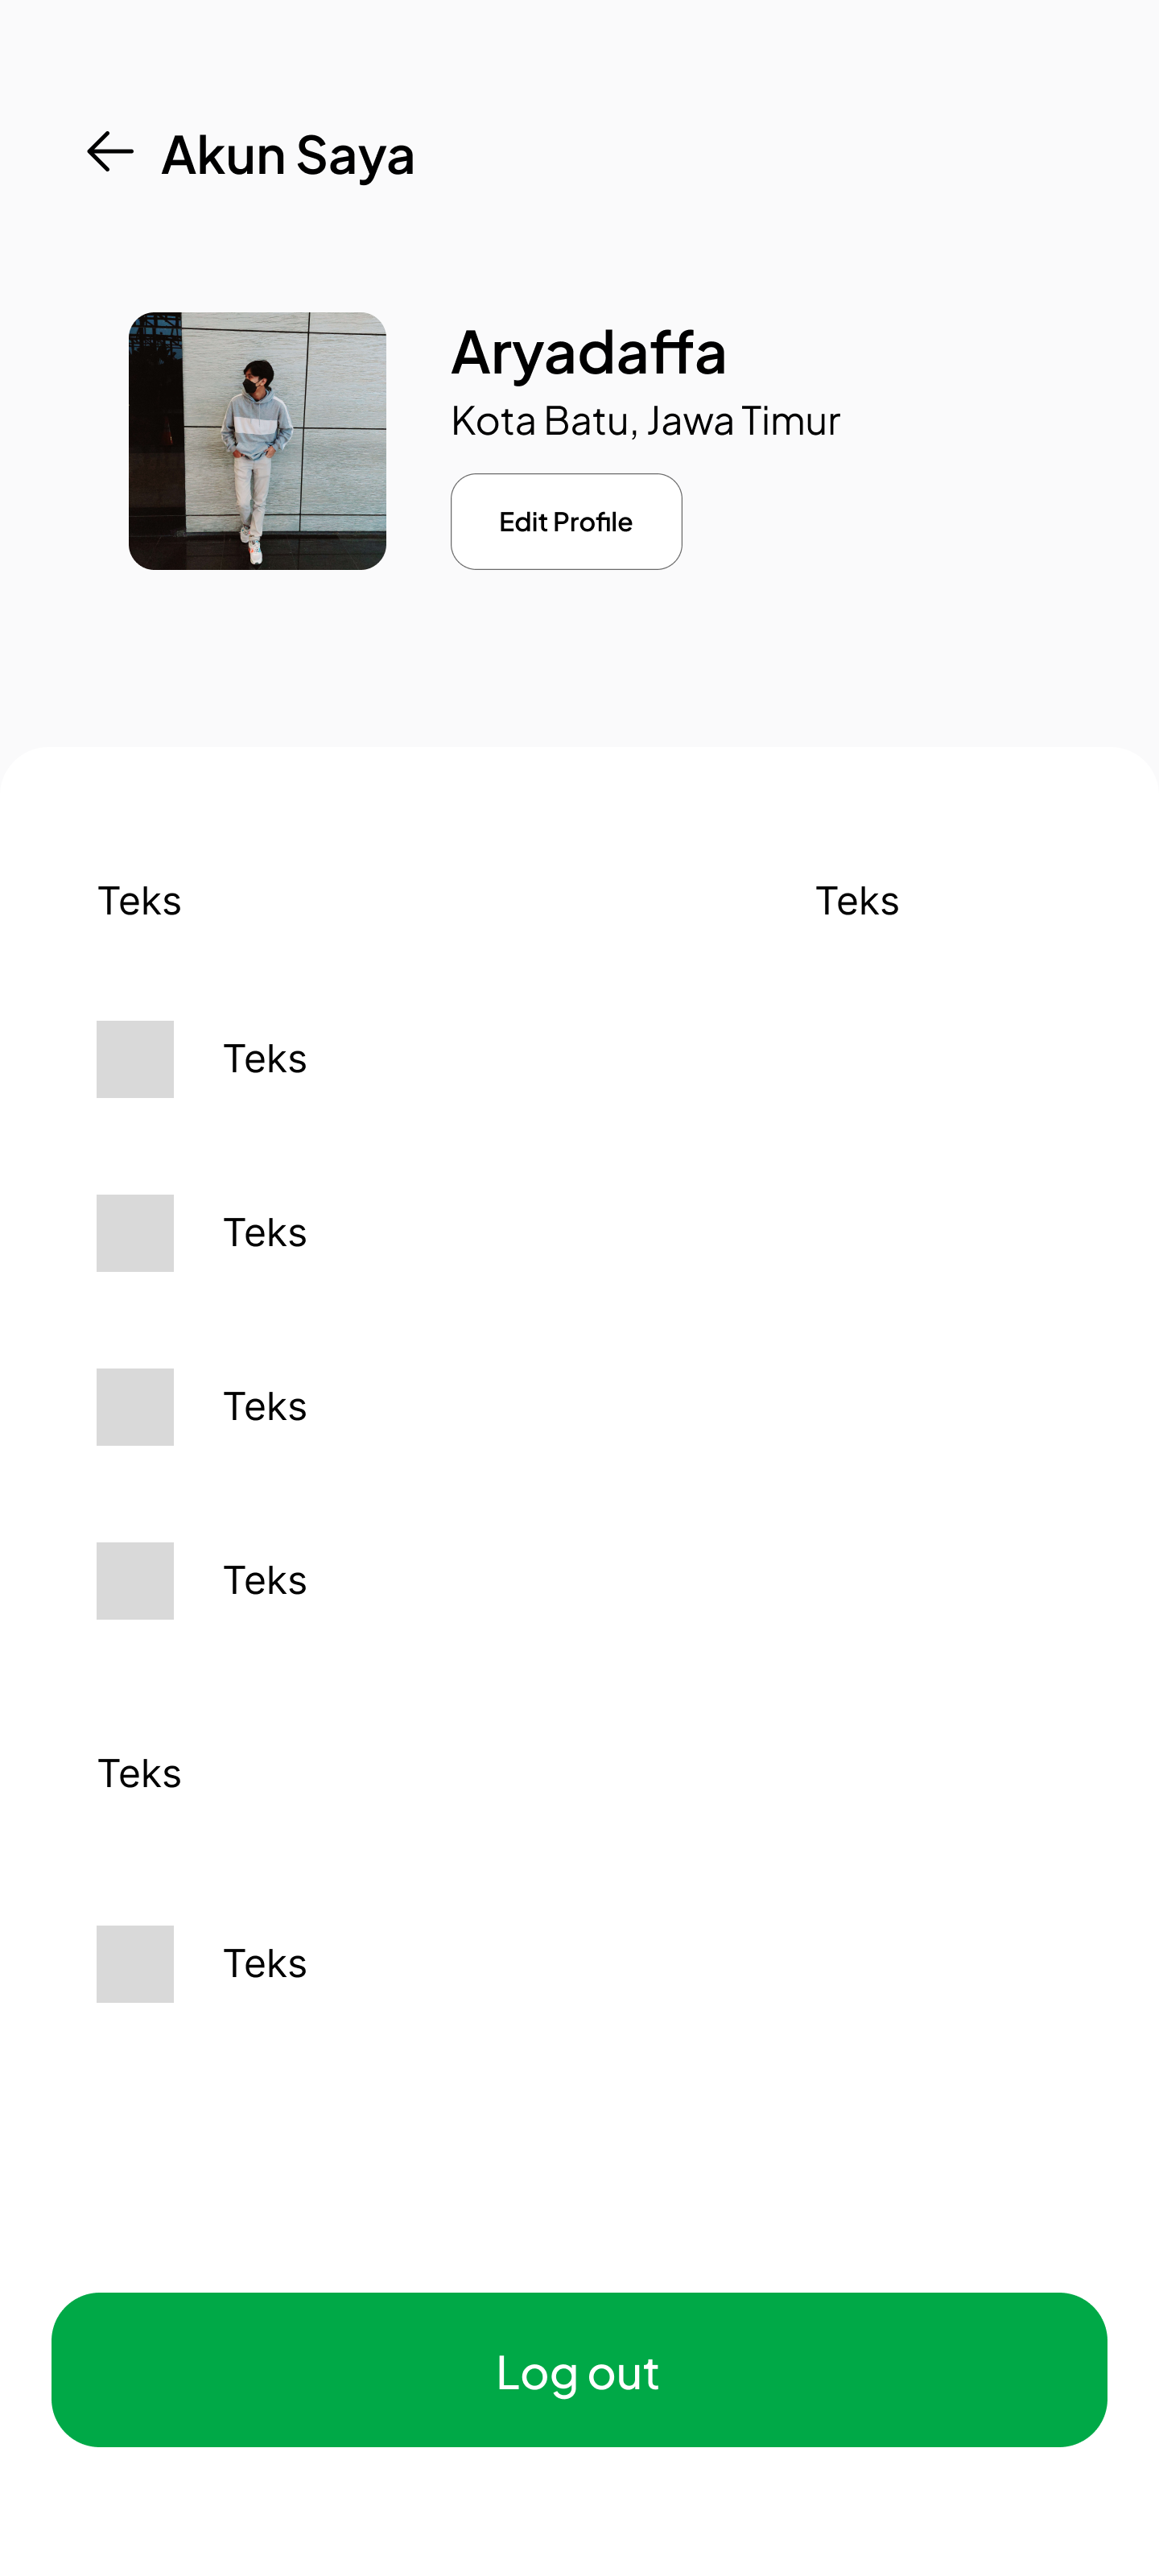 Akun Saya
Aryadaffa
Kota Batu, Jawa Timur
Edit Profile
Teks Teks
Teks
Teks
Teks
Teks
Teks
Teks
Log out